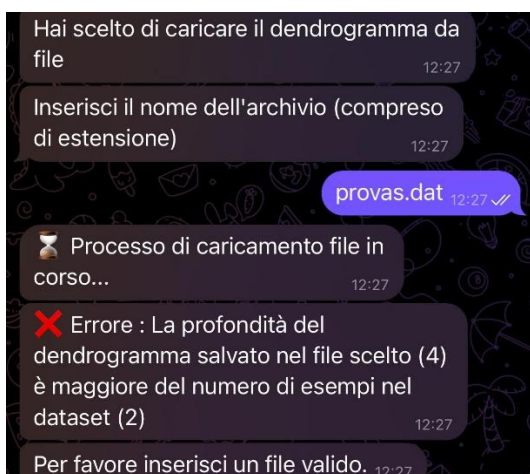 Hai scelto di caricare il dendrogramma da
file
12:27
Inserisci il nome dell'archivio (compreso
di estensione)
12:27
provas.dat 12:27
⏳ Processo di caricamento file in
corso...
12:27
❌ Errore : La profondità del
dendrogramma salvato nel file scelto (4)
è maggiore del numero di esempi nel
dataset (2)
12:27
Per favore inserisci un file valido. 12:27